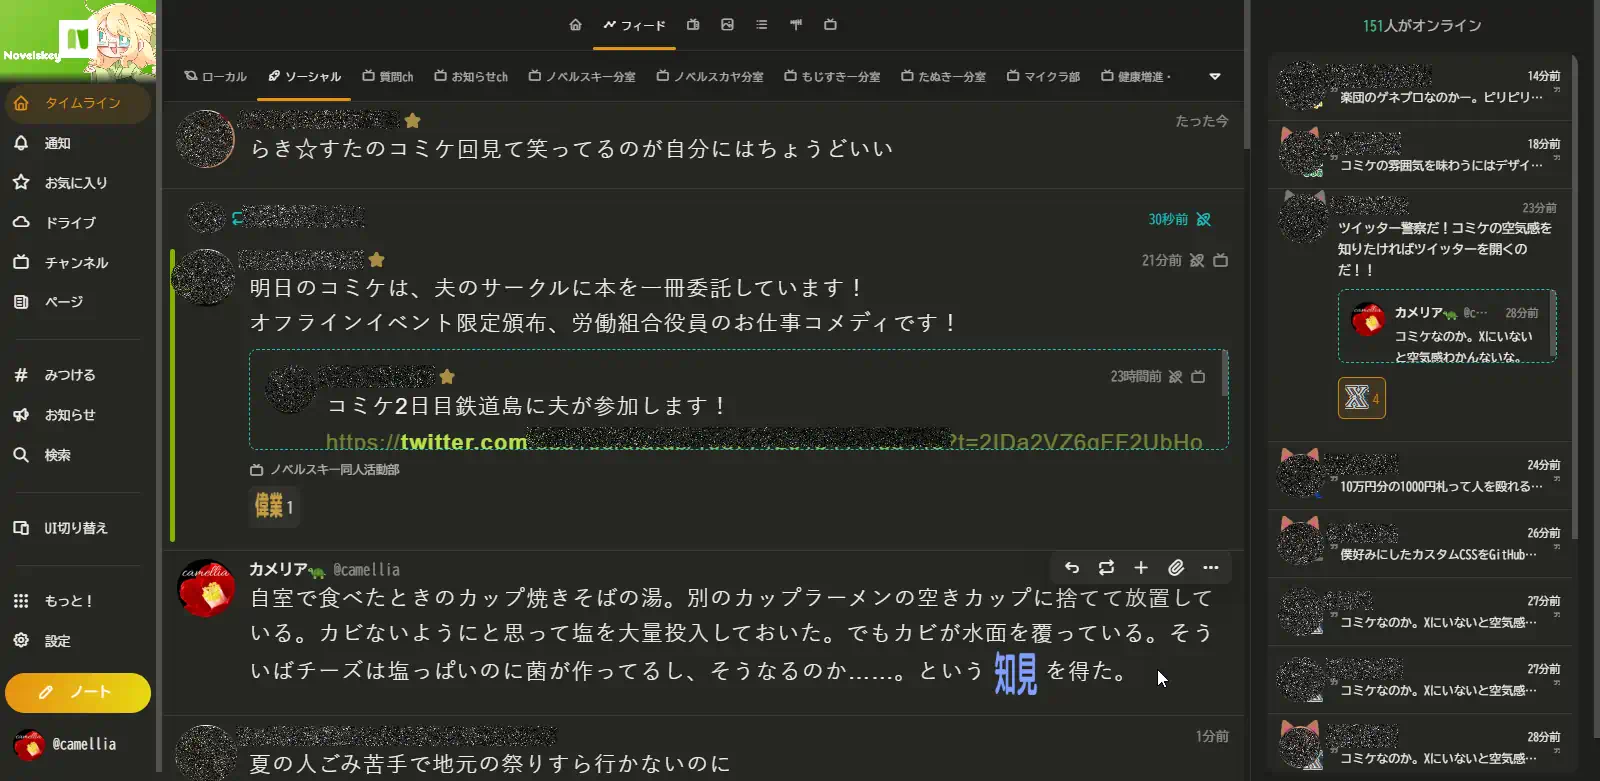 Novelskey
タイムライン
通知
お気に入り
ドライブ
チャンネル
ページ
# みつける
お知らせ
検索
UI切り替え
もっと！
設定
ノート
camellia
@camellia
フィード
ローカル
ソーシャル
質問ch
お知らせch
ノベルスキー分室
ノベルスカヤ分室
もじすきー分室
たぬきー分室
マイクラ部
健康増進・
たった今
らき☆すたのコミケ回見て笑ってるのが自分にはちょうどいい
30秒前
21分前
明日のコミケは、夫のサークルに本を一冊委託しています！
オフラインイベント限定頒布、労働組合役員のお仕事コメディです！
23時間前
コミケ2日目鉄道島に夫が参加します！
https://twitter.com
?t=2IDa2VZ6qFF2UbHo
ノベルスキー同人活動部
偉業 1
camellia
カメリア @camellia
自室で食べたときのカップ焼きそばの湯。別のカップラーメンの空きカップに捨てて放置して
いる。カビないようにと思って塩を大量投入しておいた。でもカビが水面を覆っている。そう
いばチーズは塩っぱいのに菌が作ってるし、そうなるのか……。という 知見 を得た。
1分前
夏の人ごみ苦手で地元の祭りすら行かないのに
151人がオンライン
14分前
楽団のゲネプロなのかー。ピリピリ…
18分前
コミケの雰囲気を味わうにはデザイ…
23分前
ツイッター警察だ！コミケの空気感を
知りたければツイッターを開くの
だ！！
カメリア @c… 28分前
コミケなのか。Xにいない
と空気感わかんないな。
X 4
24分前
10万円分の1000円札って人を殴れる…
26分前
僕好みにしたカスタムCSSをGitHub…
27分前
コミケなのか。Xにいないと空気感…
27分前
コミケなのか。Xにいないと空気感…
28分前
コミケなのか。Xにいないと空気感…